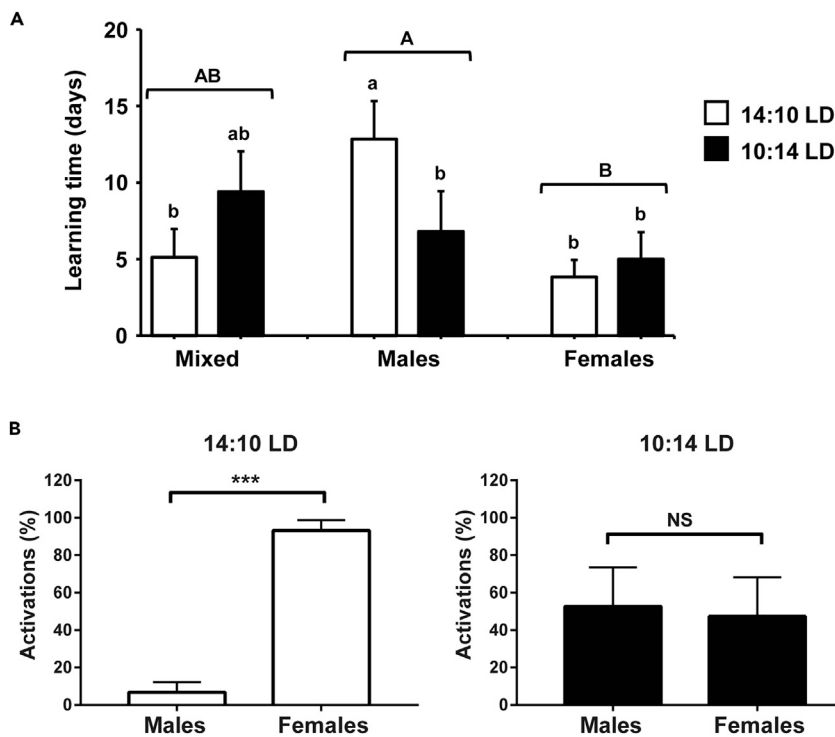 A
Learning time (days)
20
15
10
5
0
AB
A
B
b
ab
a
b
b
b
Mixed
Males
Females
14:10 LD
10:14 LD
B
14:10 LD
Activations (%)
120
100
80
60
40
20
0
***
Males
Females
10:14 LD
Activations (%)
120
100
80
60
40
20
0
NS
Males
Females